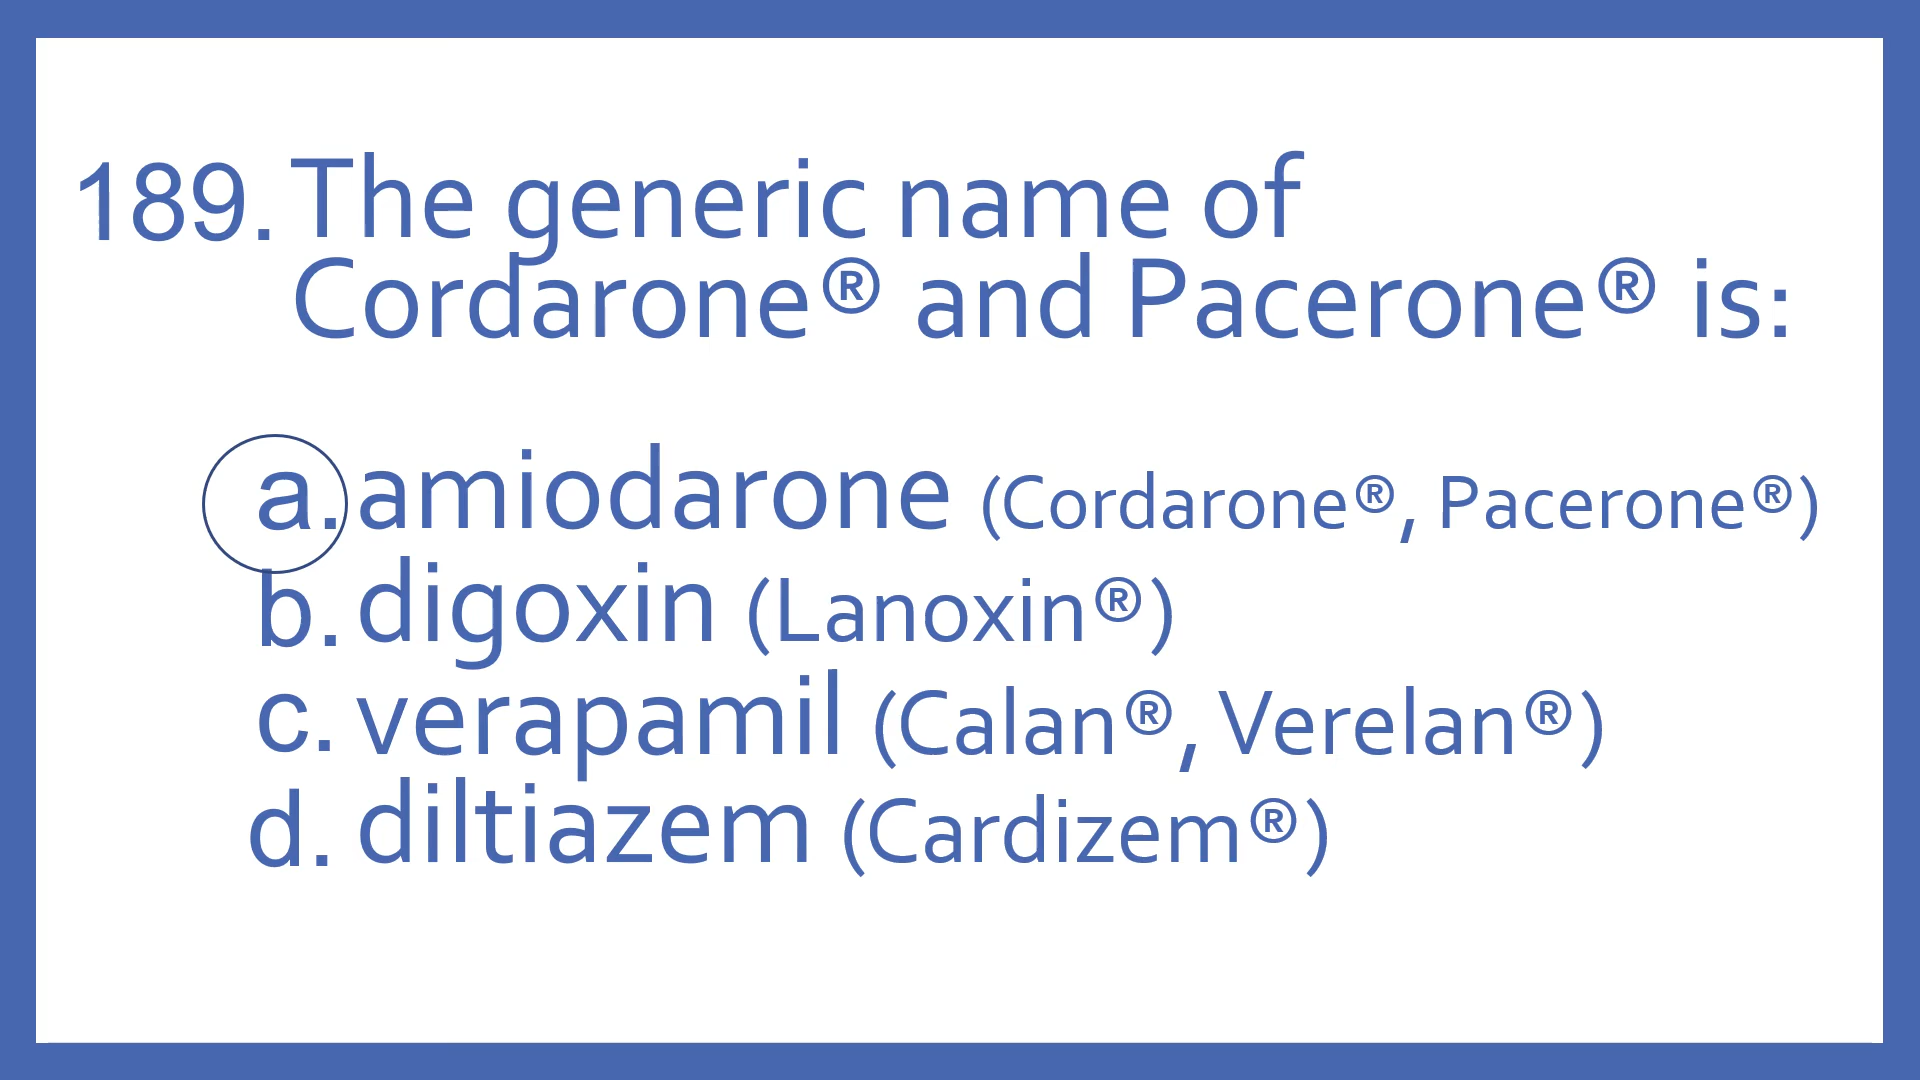 189. The generic name of
Cordarone® and Pacerone® is:
a. amiodarone (Cordarone®, Pacerone®)
b. digoxin (Lanoxin®)
c. verapamil (Calan®, Verelan®)
d. diltiazem (Cardizem®)